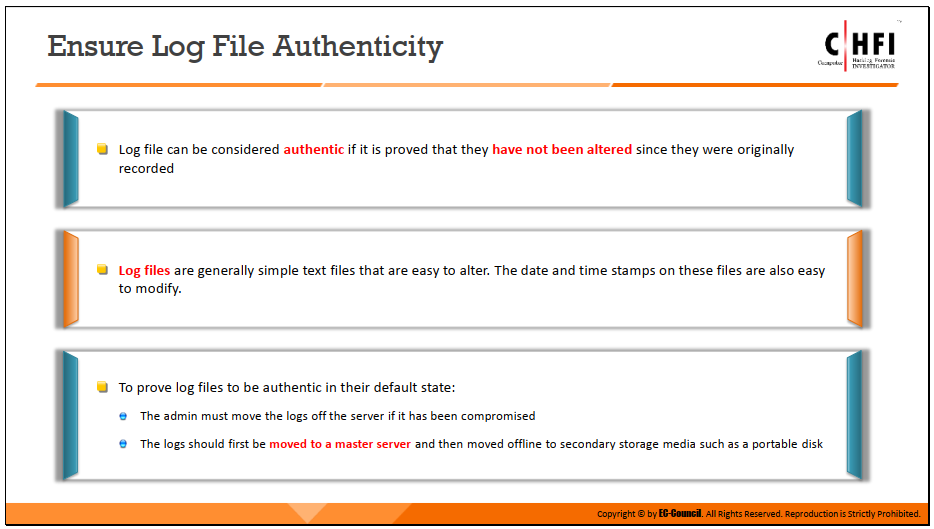 Ensure Log File Authenticity
C HFI
Computer Hacking Forensic
INVESTIGATOR
Log file can be considered authentic if it is proved that they have not been altered since they were originally
recorded
Log files are generally simple text files that are easy to alter. The date and time stamps on these files are also easy
to modify.
To prove log files to be authentic in their default state:
The admin must move the logs off the server if it has been compromised
The logs should first be moved to a master server and then moved offline to secondary storage media such as a portable disk
Copyright © by EC-Council. All Rights Reserved. Reproduction is Strictly Prohibited.